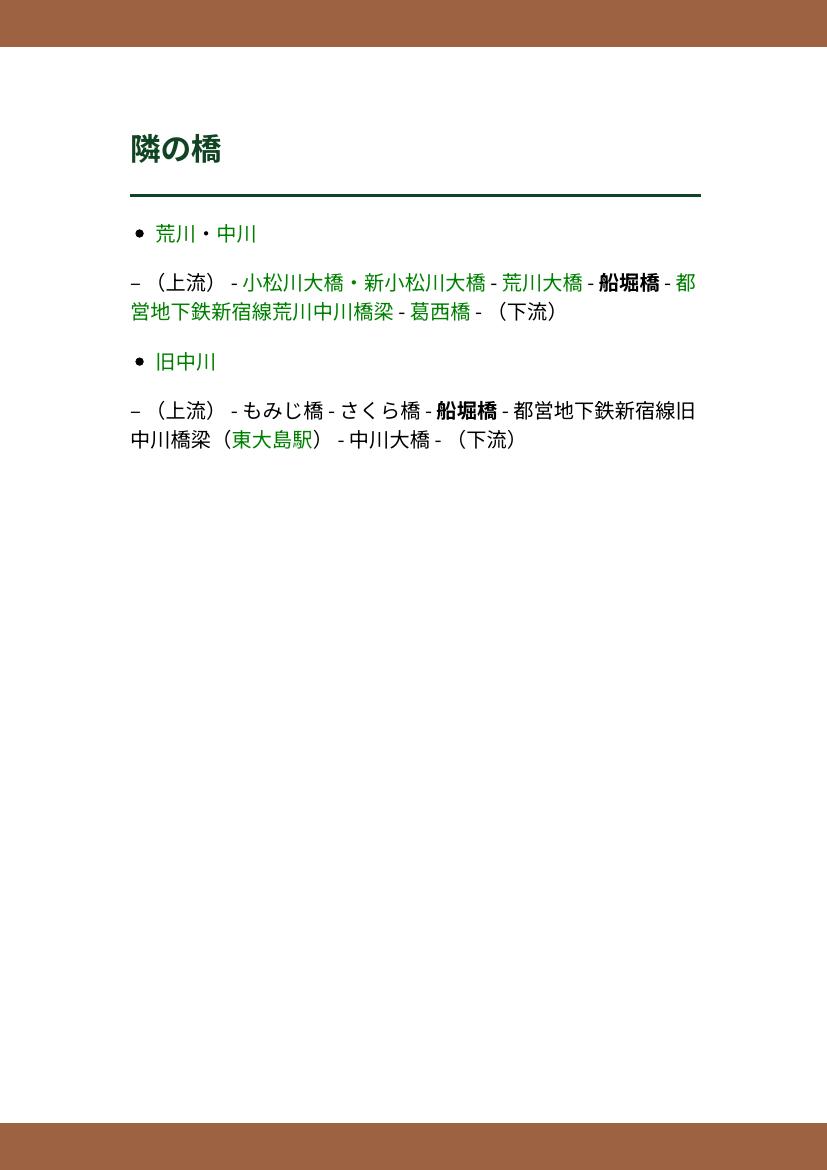 隣の橋
• 荒川・中川
– （上流） - 小松川大橋・新小松川大橋 - 荒川大橋 - 船堀橋 - 都
営地下鉄新宿線荒川中川橋梁 - 葛西橋 - （下流）
• 旧中川
– （上流） - もみじ橋 - さくら橋 - 船堀橋 - 都営地下鉄新宿線旧
中川橋梁（東大島駅） - 中川大橋 - （下流）